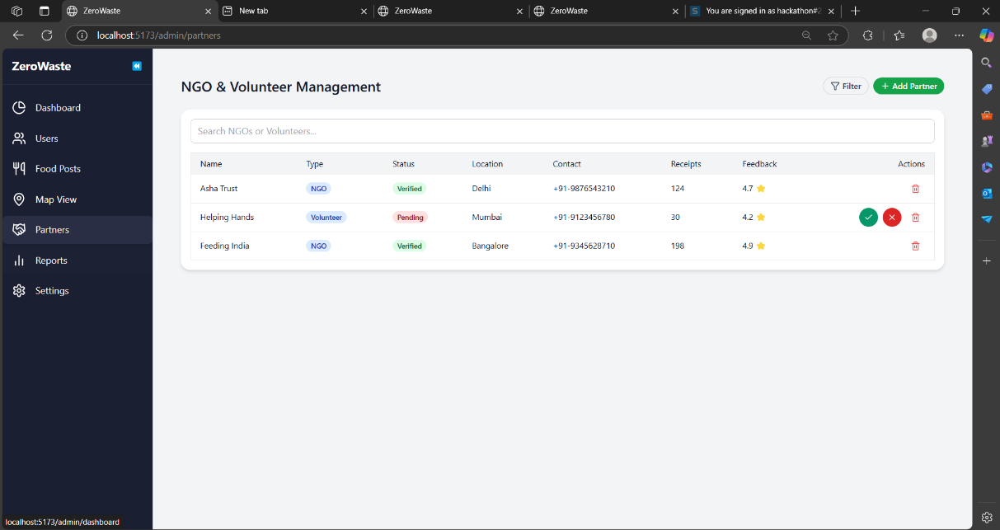 ZeroWaste
New tab
ZeroWaste
ZeroWaste
You are signed in as hackathon#2
localhost:5173/admin/partners
ZeroWaste
Dashboard
Users
Food Posts
Map View
Partners
Reports
Settings
NGO & Volunteer Management
Filter
+ Add Partner
Search NGOs or Volunteers...
Name Type Status Location Contact Receipts Feedback Actions
Asha Trust NGO Verified Delhi +91-9876543210 124 4.7
Helping Hands Volunteer Pending Mumbai +91-9123456780 30 4.2
Feeding India NGO Verified Bangalore +91-9345628710 198 4.9
localhost:5173/admin/dashboard